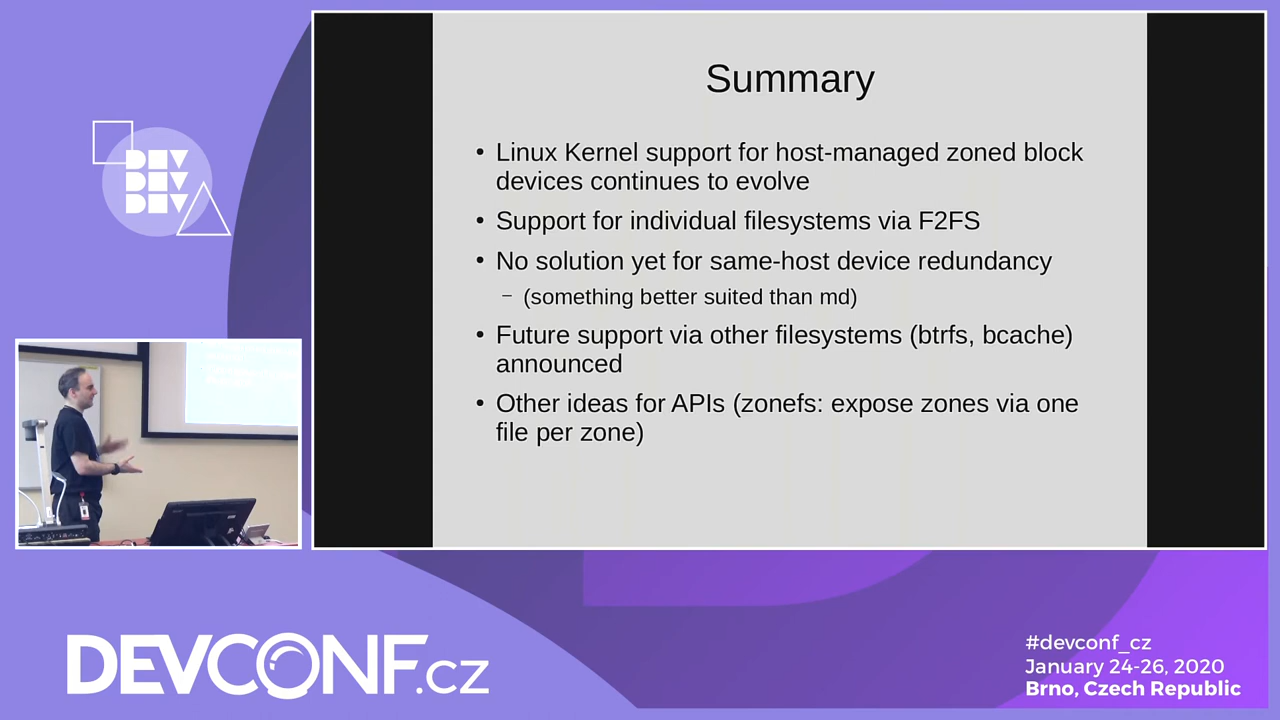 DEV
DEV
DEV
Summary
• Linux Kernel support for host-managed zoned block
devices continues to evolve
• Support for individual filesystems via F2FS
• No solution yet for same-host device redundancy
– (something better suited than md)
• Future support via other filesystems (btrfs, bcache)
announced
• Other ideas for APIs (zonefs: expose zones via one
file per zone)
DEVCONF.cz
#devconf_cz
January 24-26, 2020
Brno, Czech Republic